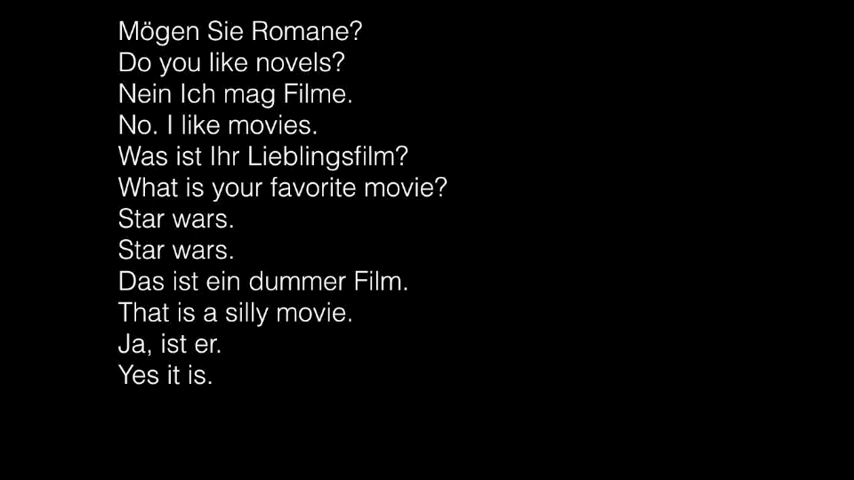 Mögen Sie Romane?
Do you like novels?
Nein Ich mag Filme.
No. I like movies.
Was ist Ihr Lieblingsfilm?
What is your favorite movie?
Star wars.
Star wars.
Das ist ein dummer Film.
That is a silly movie.
Ja, ist er.
Yes it is.